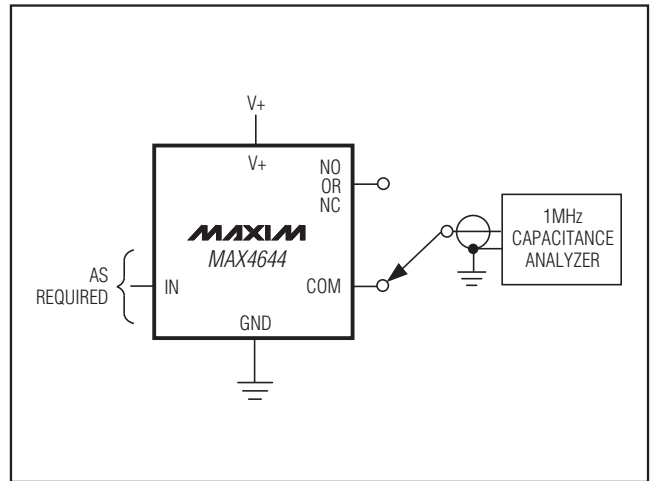 V+
V+
NO
OR
NC
MAXIM
MAX4644
AS
REQUIRED
IN
COM
GND
1MHz
CAPACITANCE
ANALYZER